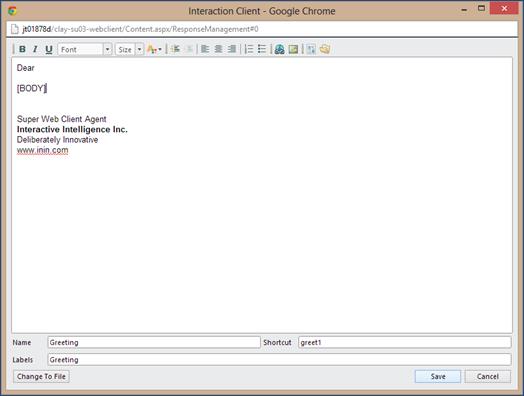 Interaction Client - Google Chrome
jt01878d/clay-su03-webclient/Content.aspx/ResponseManagement#0
B I U Font Size A
Dear
[BODY]
Super Web Client Agent
Interactive Intelligence Inc.
Deliberately Innovative
www.inin.com
Name Greeting Shortcut greet1
Labels Greeting
Change To File Save Cancel